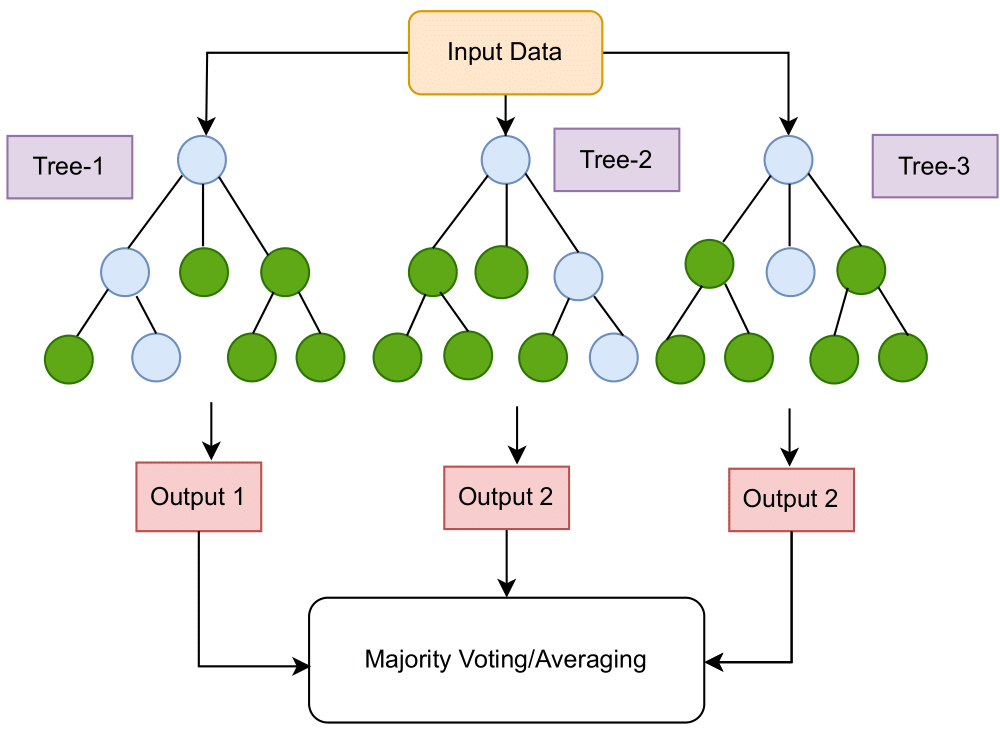 Input Data
Tree-1
Tree-2
Tree-3
Output 1
Output 2
Output 2
Majority Voting/Averaging